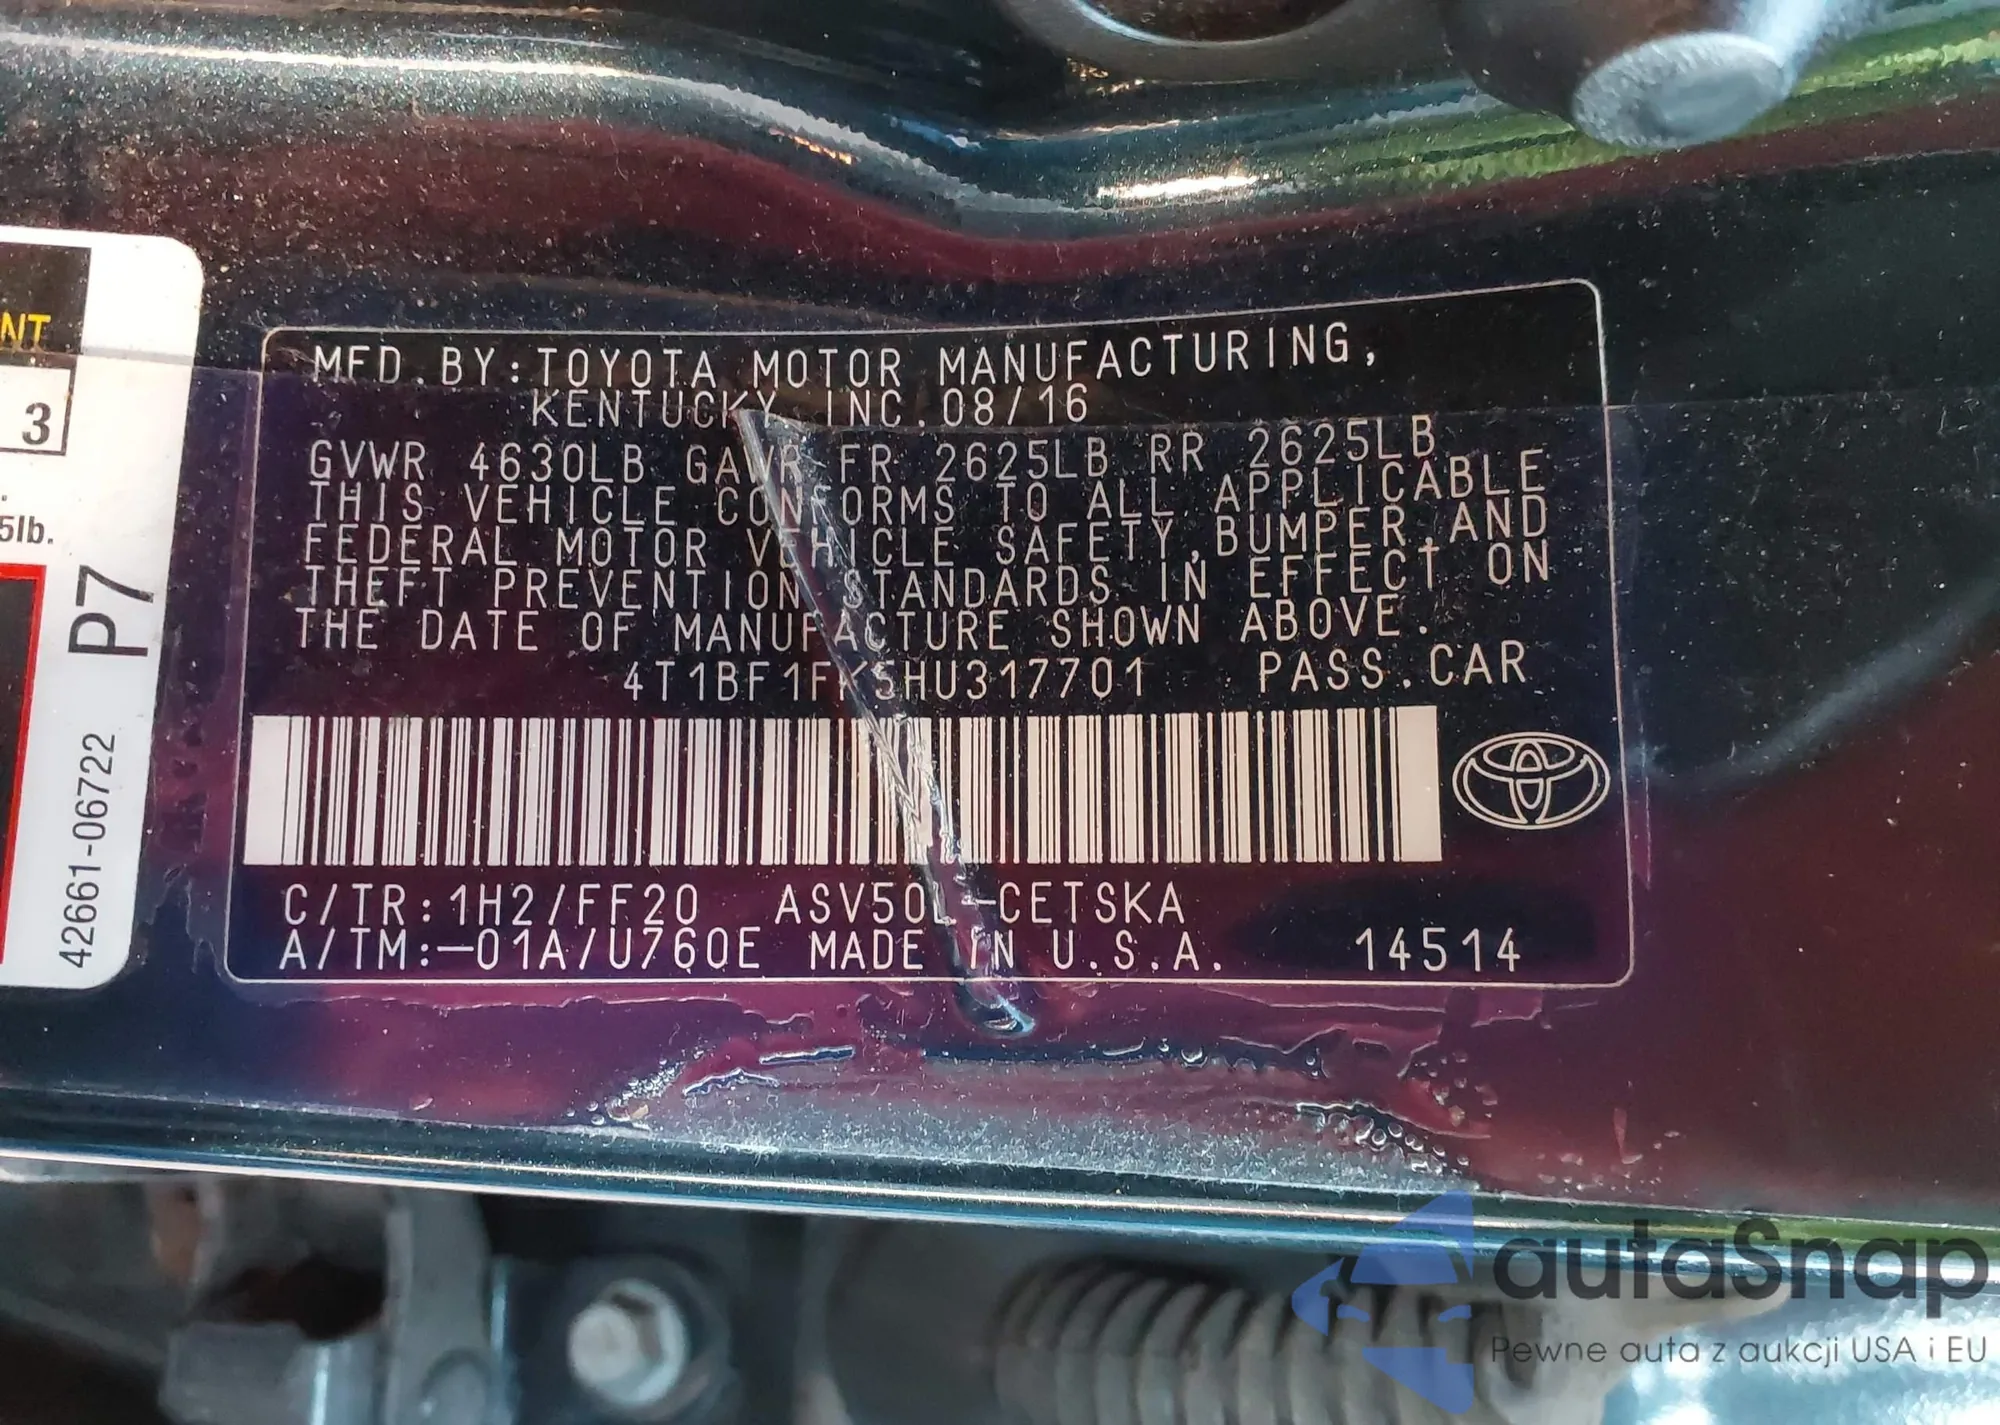 NT
3
5lb.
P7
42661-06722
MFD.BY:TOYOTA MOTOR MANUFACTURING,
KENTUCKY, INC. 08/16
GVWR 4630LB GAWR FR 2625LB RR 2625LB
THIS VEHICLE CONFORMS TO ALL APPLICABLE
FEDERAL MOTOR VEHICLE SAFETY,BUMPER,AND
THEFT PREVENTION STANDARDS IN EFFECT ON
THE DATE OF MANUFACTURE SHOWN ABOVE.
4T1BF1FK5HU317701 PASS.CAR
C/TR:1H2/FF20 ASV50L-CETSKA
A/TM:-01A/U760E MADE IN U.S.A. 14514
autaSnap
Pewne auta z aukcji USA i EU